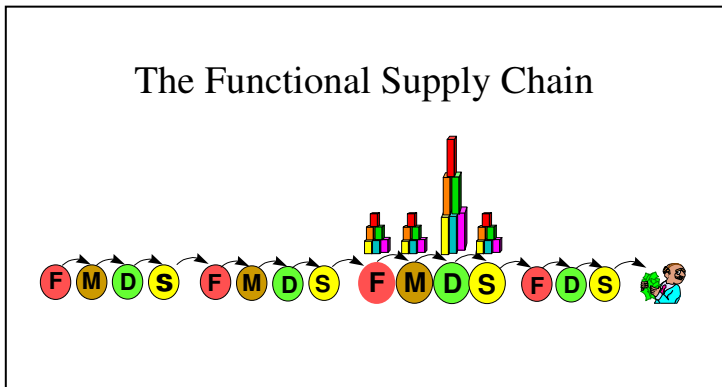 The Functional Supply Chain
F M D S F M D S F M D S F D S